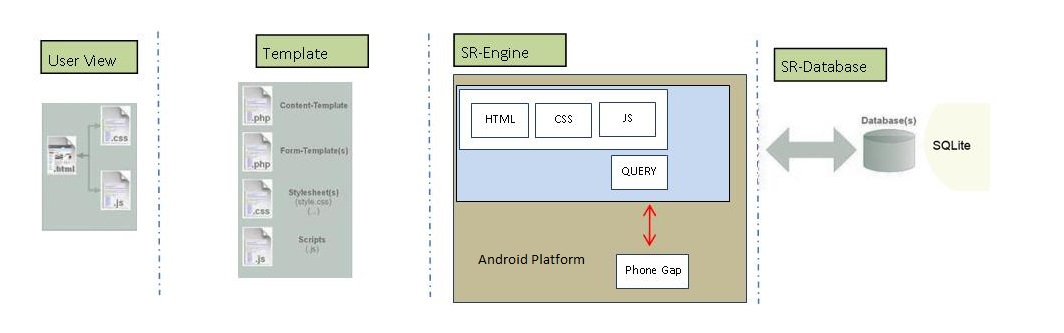 User View
Template
SR-Engine
SR-Database
.css
.html
.js
.php
Content-Template
.php
Form-Template(s)
.css
Stylesheet(s)
(style.css)
(...)
.js
Scripts
(.js)
HTML
CSS
JS
QUERY
Android Platform
Phone Gap
Database(s)
SQLite